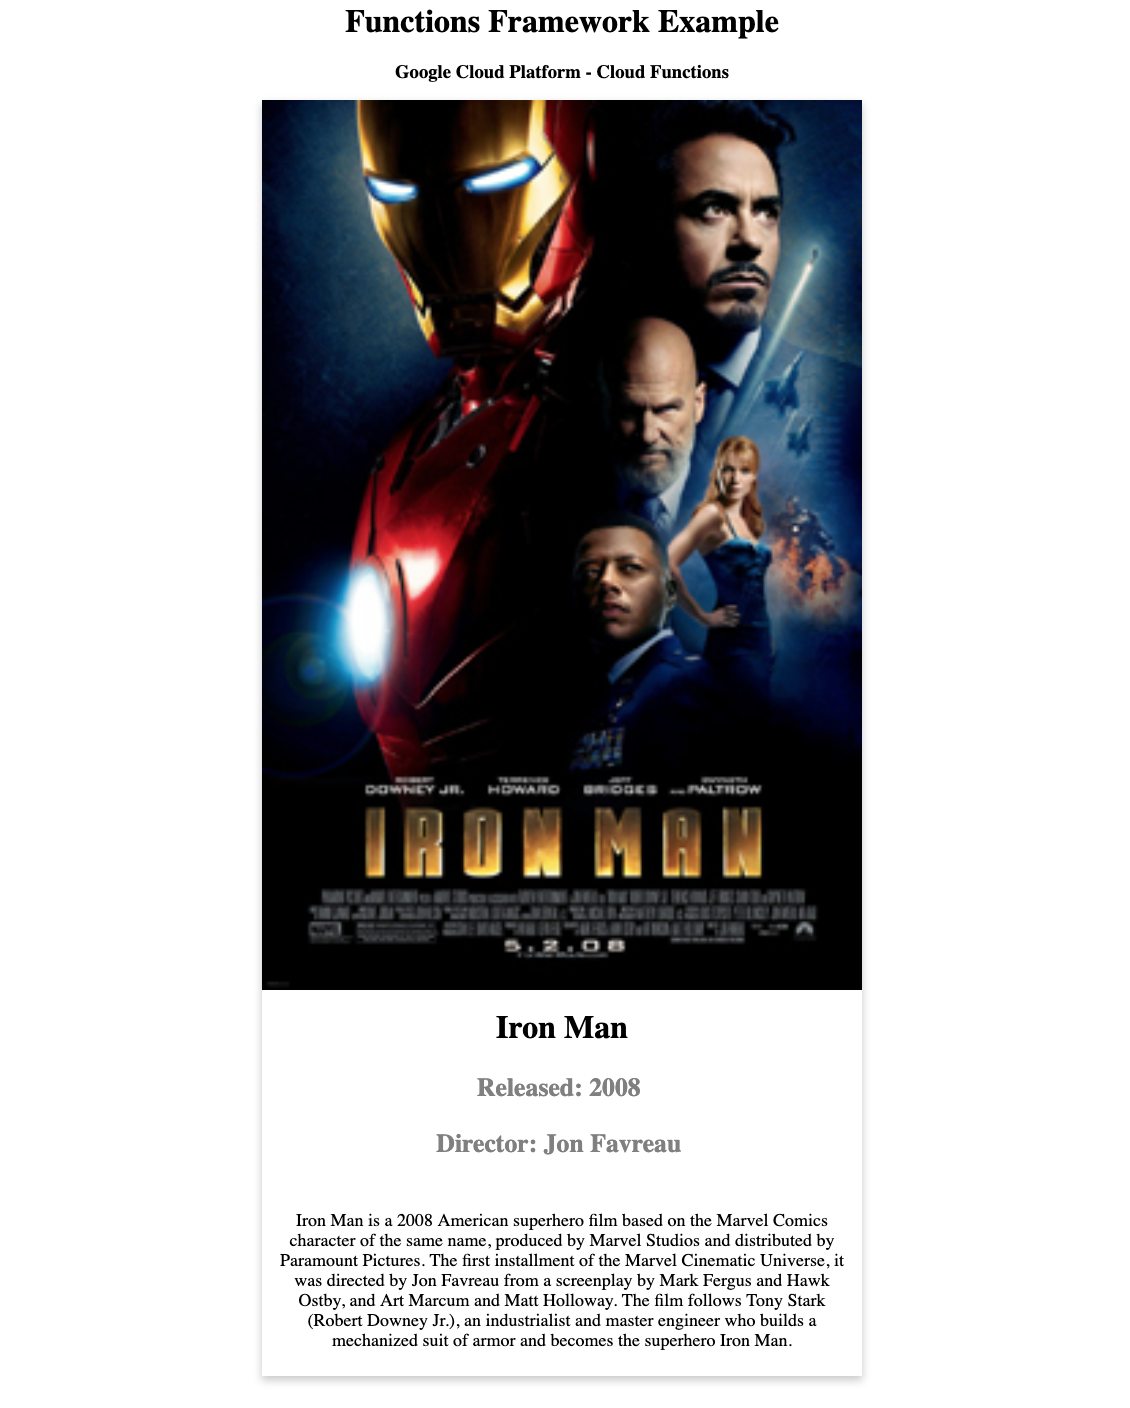 Functions Framework Example
Google Cloud Platform - Cloud Functions
ROBERT TERRENCE JEFF GWYNETH
DOWNEY JR. HOWARD BRIDGES AND PALTROW
IRON MAN
5.2.08
Iron Man
Released: 2008
Director: Jon Favreau
Iron Man is a 2008 American superhero film based on the Marvel Comics
character of the same name, produced by Marvel Studios and distributed by
Paramount Pictures. The first installment of the Marvel Cinematic Universe, it
was directed by Jon Favreau from a screenplay by Mark Fergus and Hawk
Ostby, and Art Marcum and Matt Holloway. The film follows Tony Stark
(Robert Downey Jr.), an industrialist and master engineer who builds a
mechanized suit of armor and becomes the superhero Iron Man.